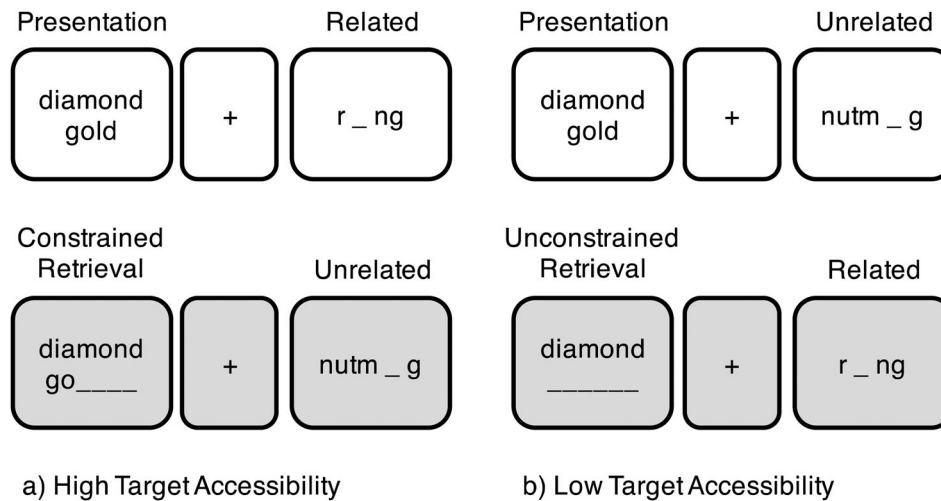 Presentation
Related
diamond
gold
+
r _ ng
Constrained
Retrieval
Unrelated
diamond
go____
+
nutm _ g
a) High Target Accessibility
Presentation
Unrelated
diamond
gold
+
nutm _ g
Unconstrained
Retrieval
Related
diamond
______
+
r _ ng
b) Low Target Accessibility